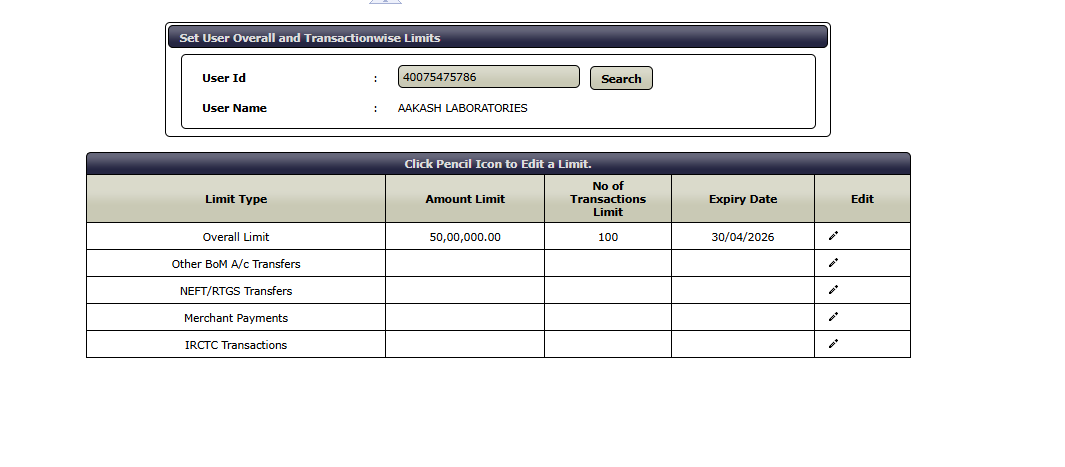 Set User Overall and Transactionwise Limits
User Id : 40075475786 Search
User Name : AAKASH LABORATORIES
Click Pencil Icon to Edit a Limit.
Limit Type Amount Limit No of Transactions Limit Expiry Date Edit
Overall Limit 50,00,000.00 100 30/04/2026
Other BoM A/c Transfers
NEFT/RTGS Transfers
Merchant Payments
IRCTC Transactions